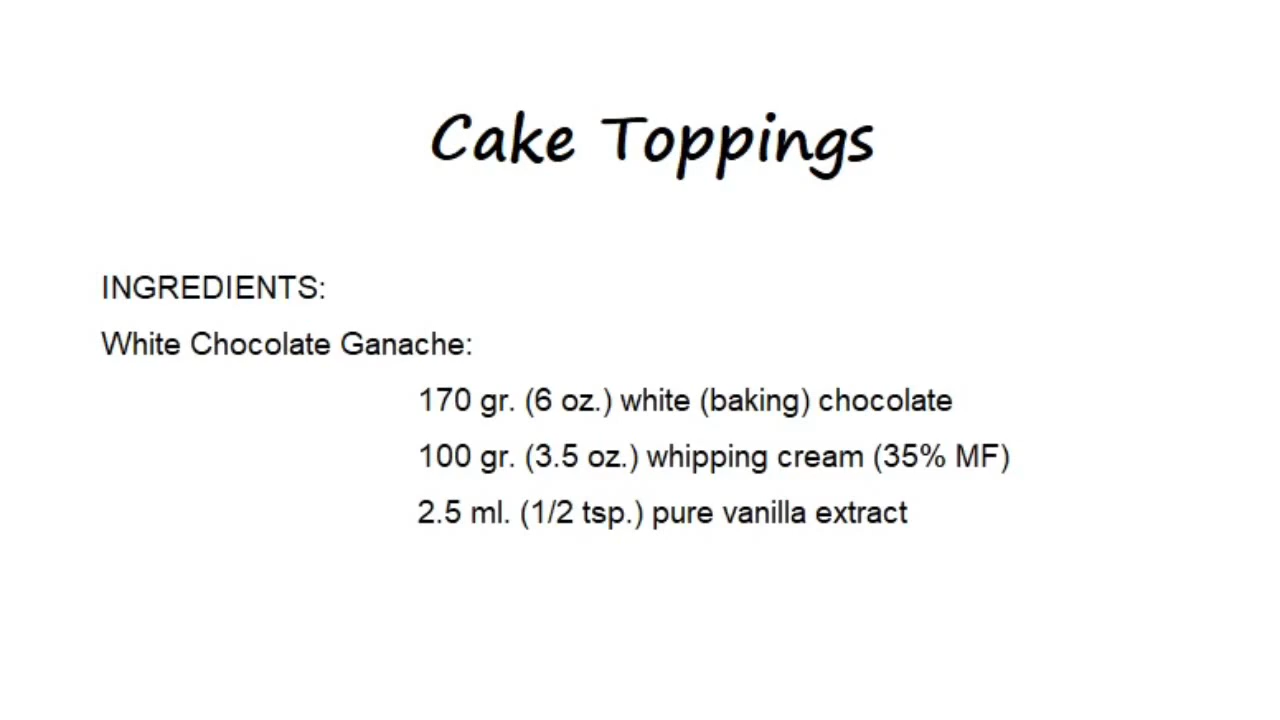 Cake Toppings
INGREDIENTS:
White Chocolate Ganache:
170 gr. (6 oz.) white (baking) chocolate
100 gr. (3.5 oz.) whipping cream (35% MF)
2.5 ml. (1/2 tsp.) pure vanilla extract